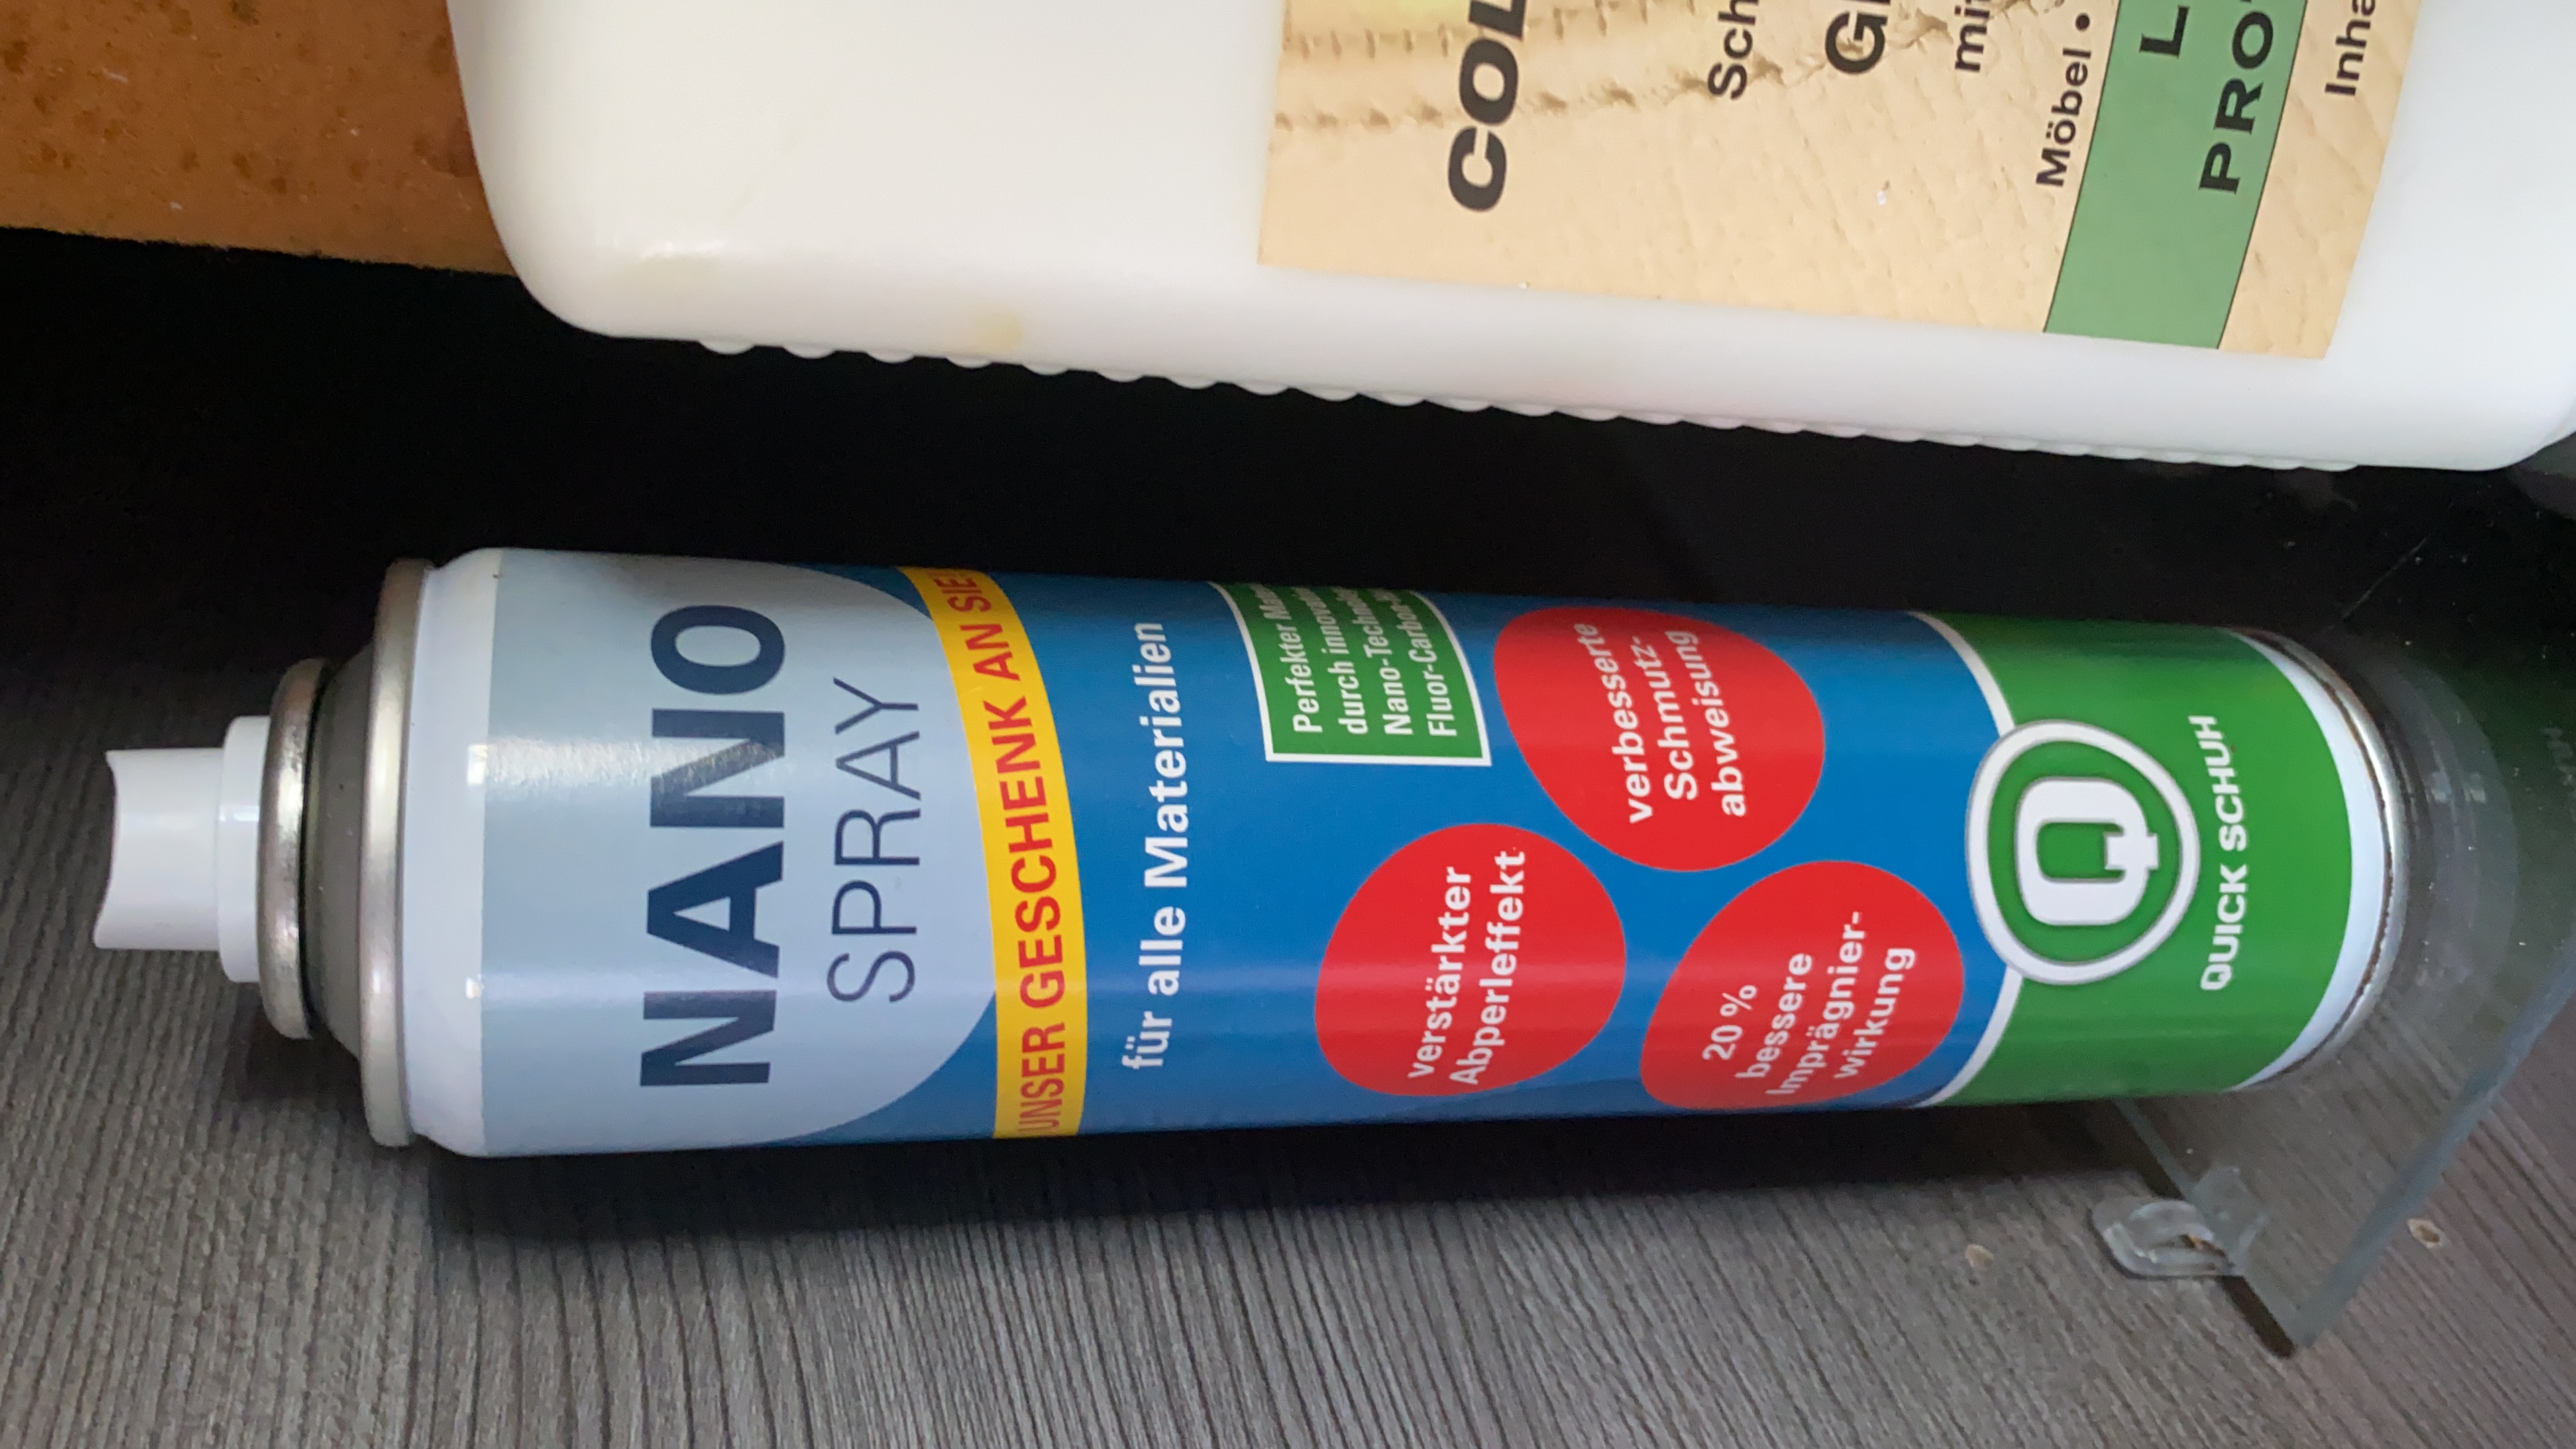 NANO
SPRAY
UNSER GESCHENK AN SIE
für alle Materialien
Perfekter
durch
Nano-
Fluor-
verstärkter
Abperleffekt
verbesserte
Schmutz-
abweisung
20 %
bessere
Imprägnier-
wirkung
Q
QUICK SCHUH
COL
Sch
Gl
mit
Möbel •
L
PRO
Inha